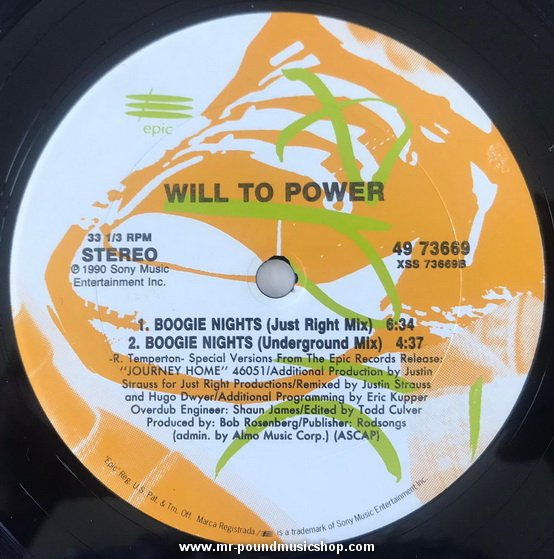 epic
WILL TO POWER
33 1/3 RPM
STEREO
℗ 1990 Sony Music
Entertainment Inc.
49 73669
XSS 73669B
1. BOOGIE NIGHTS (Just Right Mix) 6:34
2. BOOGIE NIGHTS (Underground Mix) 4:37
-R. Temperton- Special Versions From The Epic Records Release:
"JOURNEY HOME" 46051/Additional Production by Justin
Strauss for Just Right Productions/Remixed by Justin Strauss
and Hugo Dwyer/Additional Programming by Eric Kupper
Overdub Engineer: Shaun James/Edited by Todd Culver
Produced by: Bob Rosenberg/Publisher: Rodsongs
(admin. by Almo Music Corp.) (ASCAP)
"Epic" Reg. U.S. Pat. & Tm. Off. Marca Registrada./ is a trademark of Sony Music Entertainment Inc.
www.mr-poundmusicshop.com